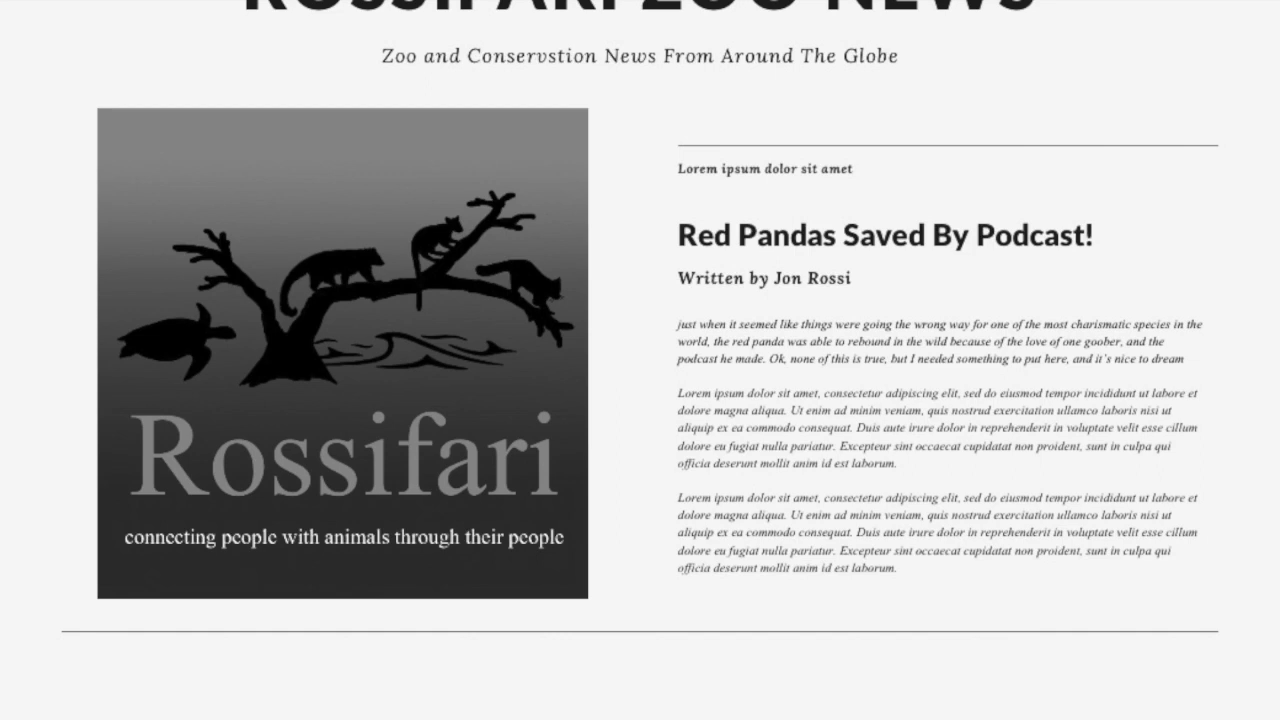 ROSSIFARI ZOO NEWS
Zoo and Conservstion News From Around The Globe
Rossifari
connecting people with animals through their people
Lorem ipsum dolor sit amet
Red Pandas Saved By Podcast!
Written by Jon Rossi
just when it seemed like things were going the wrong way for one of the most charismatic species in the
world, the red panda was able to rebound in the wild because of the love of one goober, and the
podcast he made. Ok, none of this is true, but I needed something to put here, and it's nice to dream
Lorem ipsum dolor sit amet, consectetur adipiscing elit, sed do eiusmod tempor incididunt ut labore et
dolore magna aliqua. Ut enim ad minim veniam, quis nostrud exercitation ullamco laboris nisi ut
aliquip ex ea commodo consequat. Duis aute irure dolor in reprehenderit in voluptate velit esse cillum
dolore eu fugiat nulla pariatur. Excepteur sint occaecat cupidatat non proident, sunt in culpa qui
officia deserunt mollit anim id est laborum.
Lorem ipsum dolor sit amet, consectetur adipiscing elit, sed do eiusmod tempor incididunt ut labore et
dolore magna aliqua. Ut enim ad minim veniam, quis nostrud exercitation ullamco laboris nisi ut
aliquip ex ea commodo consequat. Duis aute irure dolor in reprehenderit in voluptate velit esse cillum
dolore eu fugiat nulla pariatur. Excepteur sint occaecat cupidatat non proident, sunt in culpa qui
officia deserunt mollit anim id est laborum.